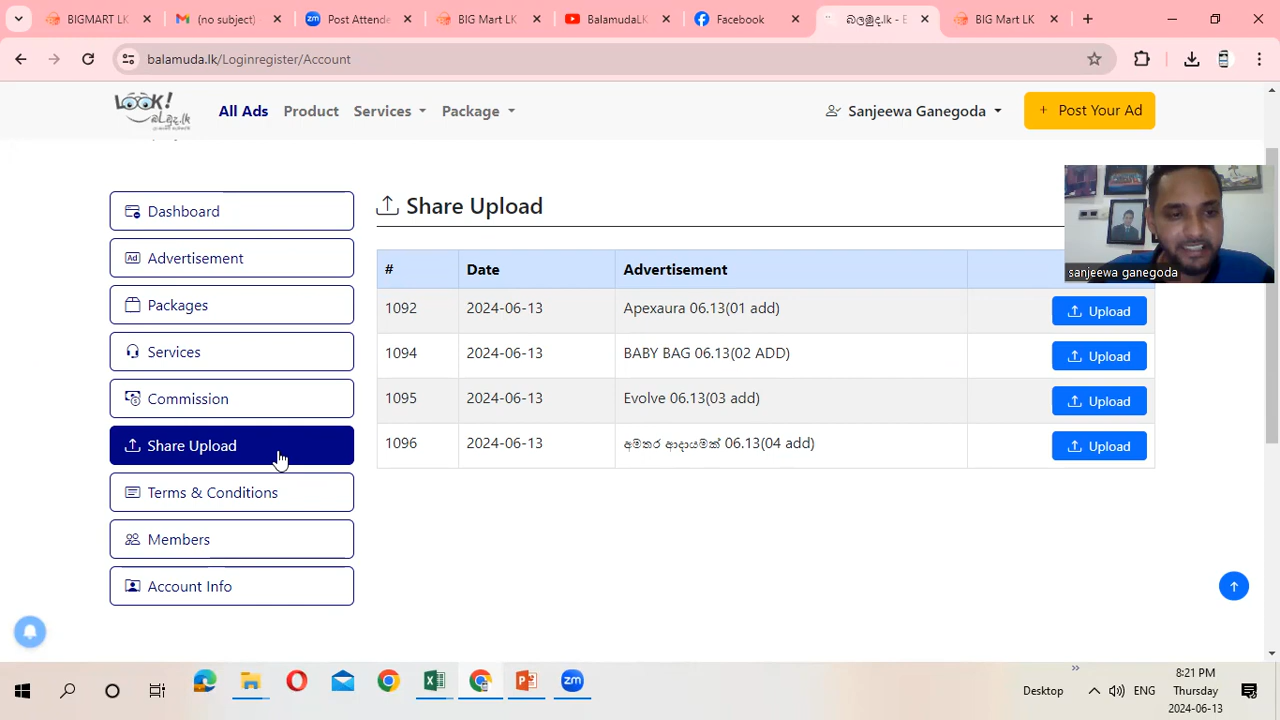 BIGMART LK
(no subject)
Post Attende
BIG Mart LK
BalamudaLK
Facebook
බලමුද.lk - E
BIG Mart LK
balamuda.lk/Loginregister/Account
LOOK!
බලමුද.lk
All Ads
Product
Services
Package
Sanjeewa Ganegoda
+ Post Your Ad
Dashboard
Advertisement
Packages
Services
Commission
Share Upload
Terms & Conditions
Members
Account Info
Share Upload
# Date Advertisement
1092 2024-06-13 Apexaura 06.13(01 add) Upload
1094 2024-06-13 BABY BAG 06.13(02 ADD) Upload
1095 2024-06-13 Evolve 06.13(03 add) Upload
1096 2024-06-13 අමතර ආදායමක් 06.13(04 add) Upload
sanjeewa ganegoda
Desktop
ENG
8:21 PM
Thursday
2024-06-13